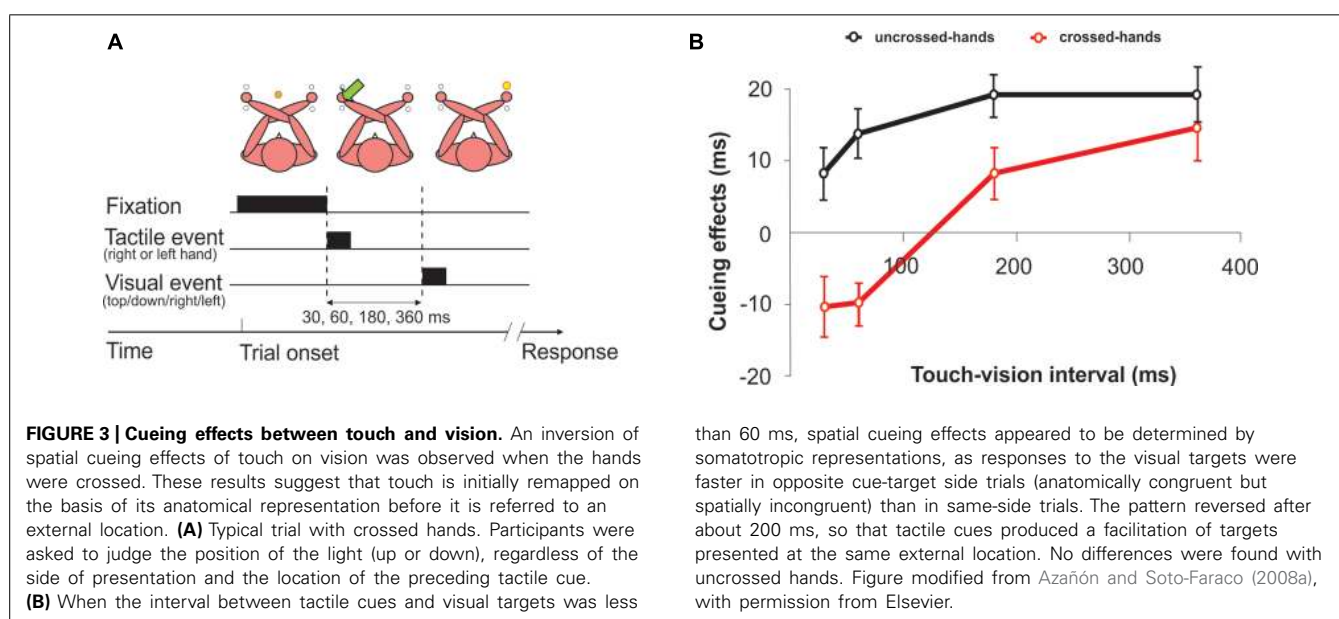 A
Fixation
Tactile event
(right or left hand)
Visual event
(top/down/right/left)
30, 60, 180, 360 ms
Time
Trial onset
Response
B
uncrossed-hands
crossed-hands
Cueing effects (ms)
20
10
0
-10
-20
100
200
300
400
Touch-vision interval (ms)
FIGURE 3 | Cueing effects between touch and vision. An inversion of
spatial cueing effects of touch on vision was observed when the hands
were crossed. These results suggest that touch is initially remapped on
the basis of its anatomical representation before it is referred to an
external location. (A) Typical trial with crossed hands. Participants were
asked to judge the position of the light (up or down), regardless of the
side of presentation and the location of the preceding tactile cue.
(B) When the interval between tactile cues and visual targets was less
than 60 ms, spatial cueing effects appeared to be determined by
somatotropic representations, as responses to the visual targets were
faster in opposite cue-target side trials (anatomically congruent but
spatially incongruent) than in same-side trials. The pattern reversed after
about 200 ms, so that tactile cues produced a facilitation of targets
presented at the same external location. No differences were found with
uncrossed hands. Figure modified from Azañón and Soto-Faraco (2008a),
with permission from Elsevier.